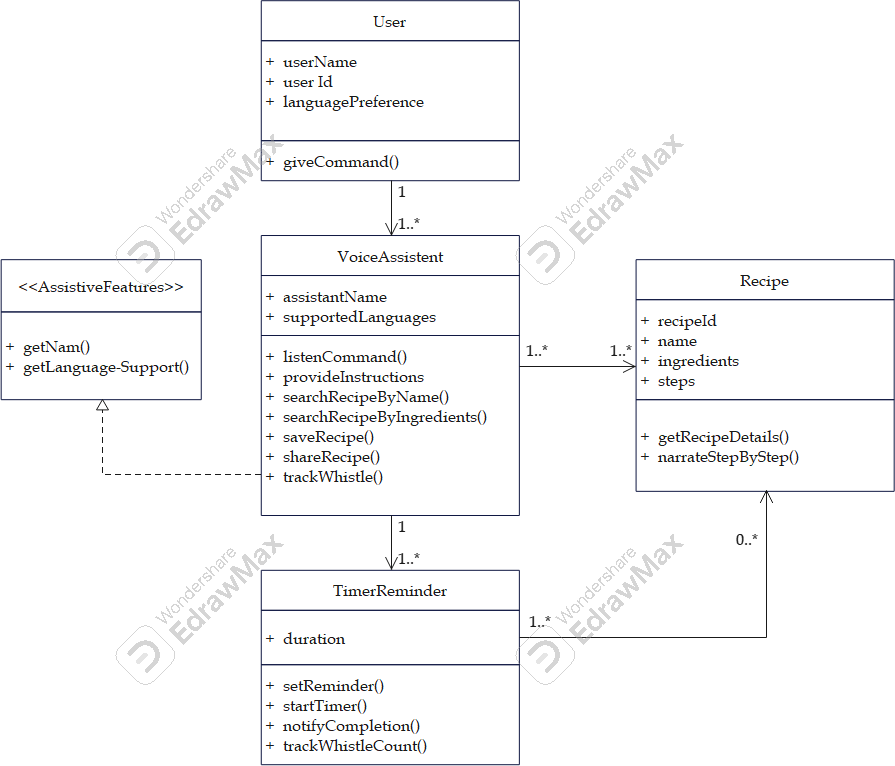 User
+ userName
+ user Id
+ languagePreference
+ giveCommand()
1
1..*
VoiceAssistent
+ assistantName
+ supportedLanguages
+ listenCommand()
+ provideInstructions
+ searchRecipeByName()
+ searchRecipeByIngredients()
+ saveRecipe()
+ shareRecipe()
+ trackWhistle()
<<AssistiveFeatures>>
+ getNam()
+ getLanguage-Support()
1..*
1..*
Recipe
+ recipeId
+ name
+ ingredients
+ steps
+ getRecipeDetails()
+ narrateStepByStep()
1
1..*
0..*
TimerReminder
+ duration
1..*
+ setReminder()
+ startTimer()
+ notifyCompletion()
+ trackWhistleCount()
Wondershare
EdrawMax
Wondershare
EdrawMax
Wondershare
EdrawMax
Wondershare
EdrawMax